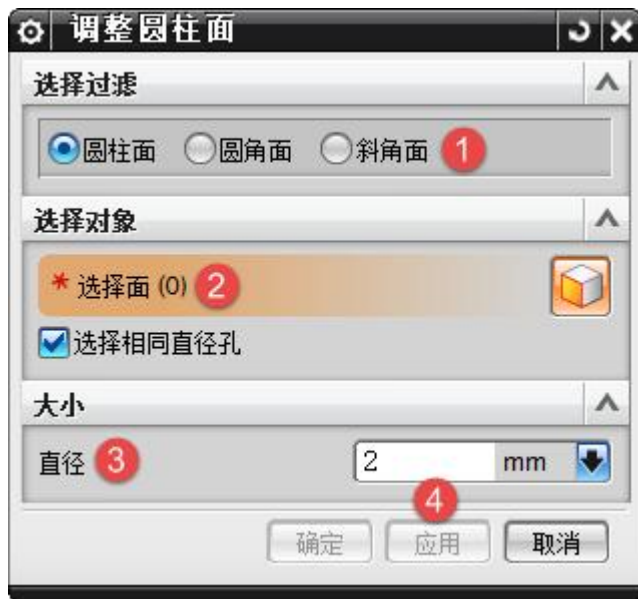 调整圆柱面
选择过滤
圆柱面 圆角面 斜角面 1
选择对象
* 选择面 (0) 2
选择相同直径孔
大小
直径 3 2 mm
4
确定 应用 取消